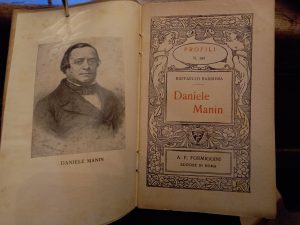 DANIELE MANIN
PROFILI
RAFFAELLO BARBIERA
Daniele
Manin
A. F. FORMIGGINI
EDITORE IN ROMA